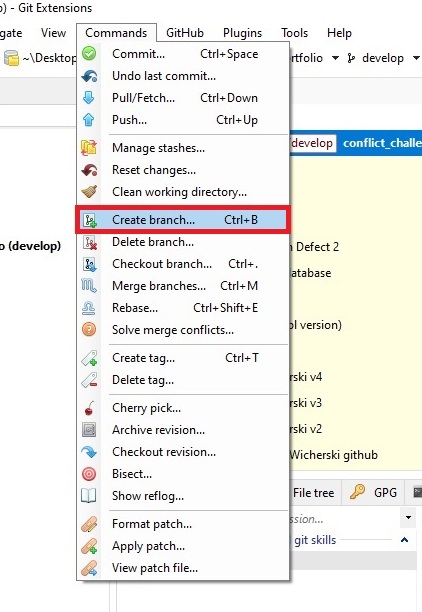 ) - Git Extensions
gate View Commands GitHub Plugins Tools Help
~\Desktop
rtfolio
develop
Commit... Ctrl+Space
Undo last commit...
Pull/Fetch... Ctrl+Down
Push... Ctrl+Up
Manage stashes...
Reset changes...
Clean working directory...
Create branch... Ctrl+B
Delete branch...
Checkout branch... Ctrl+.
Merge branches... Ctrl+M
Rebase... Ctrl+Shift+E
Solve merge conflicts...
Create tag... Ctrl+T
Delete tag...
Cherry pick...
Archive revision...
Checkout revision...
Bisect...
Show reflog...
Format patch...
Apply patch...
View patch file...
o (develop)
/develop conflict_challe
n Defect 2
atabase
ol version)
erski v4
erski v3
erski v2
Wicherski github
File tree GPG
ssion...
git skills